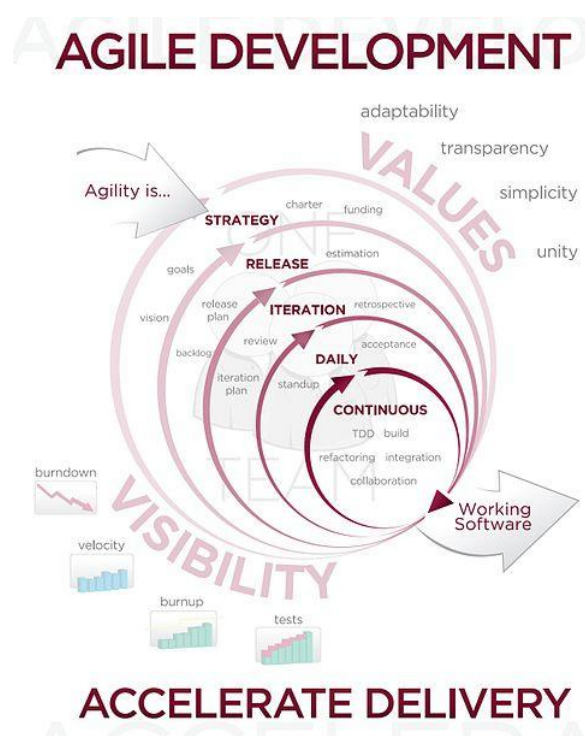 AGILE DEVELOPMENT
adaptability
VALUES
transparency
Agility is...
simplicity
STRATEGY
charter
funding
ONE
unity
goals
RELEASE
estimation
vision
release
plan
ITERATION
retrospective
backlog
review
acceptance
DAILY
iteration
plan
standup
CONTINUOUS
TDD
build
refactoring
integration
collaboration
TEAM
burndown
Working
Software
VISIBILITY
velocity
burnup
tests
ACCELERATE DELIVERY